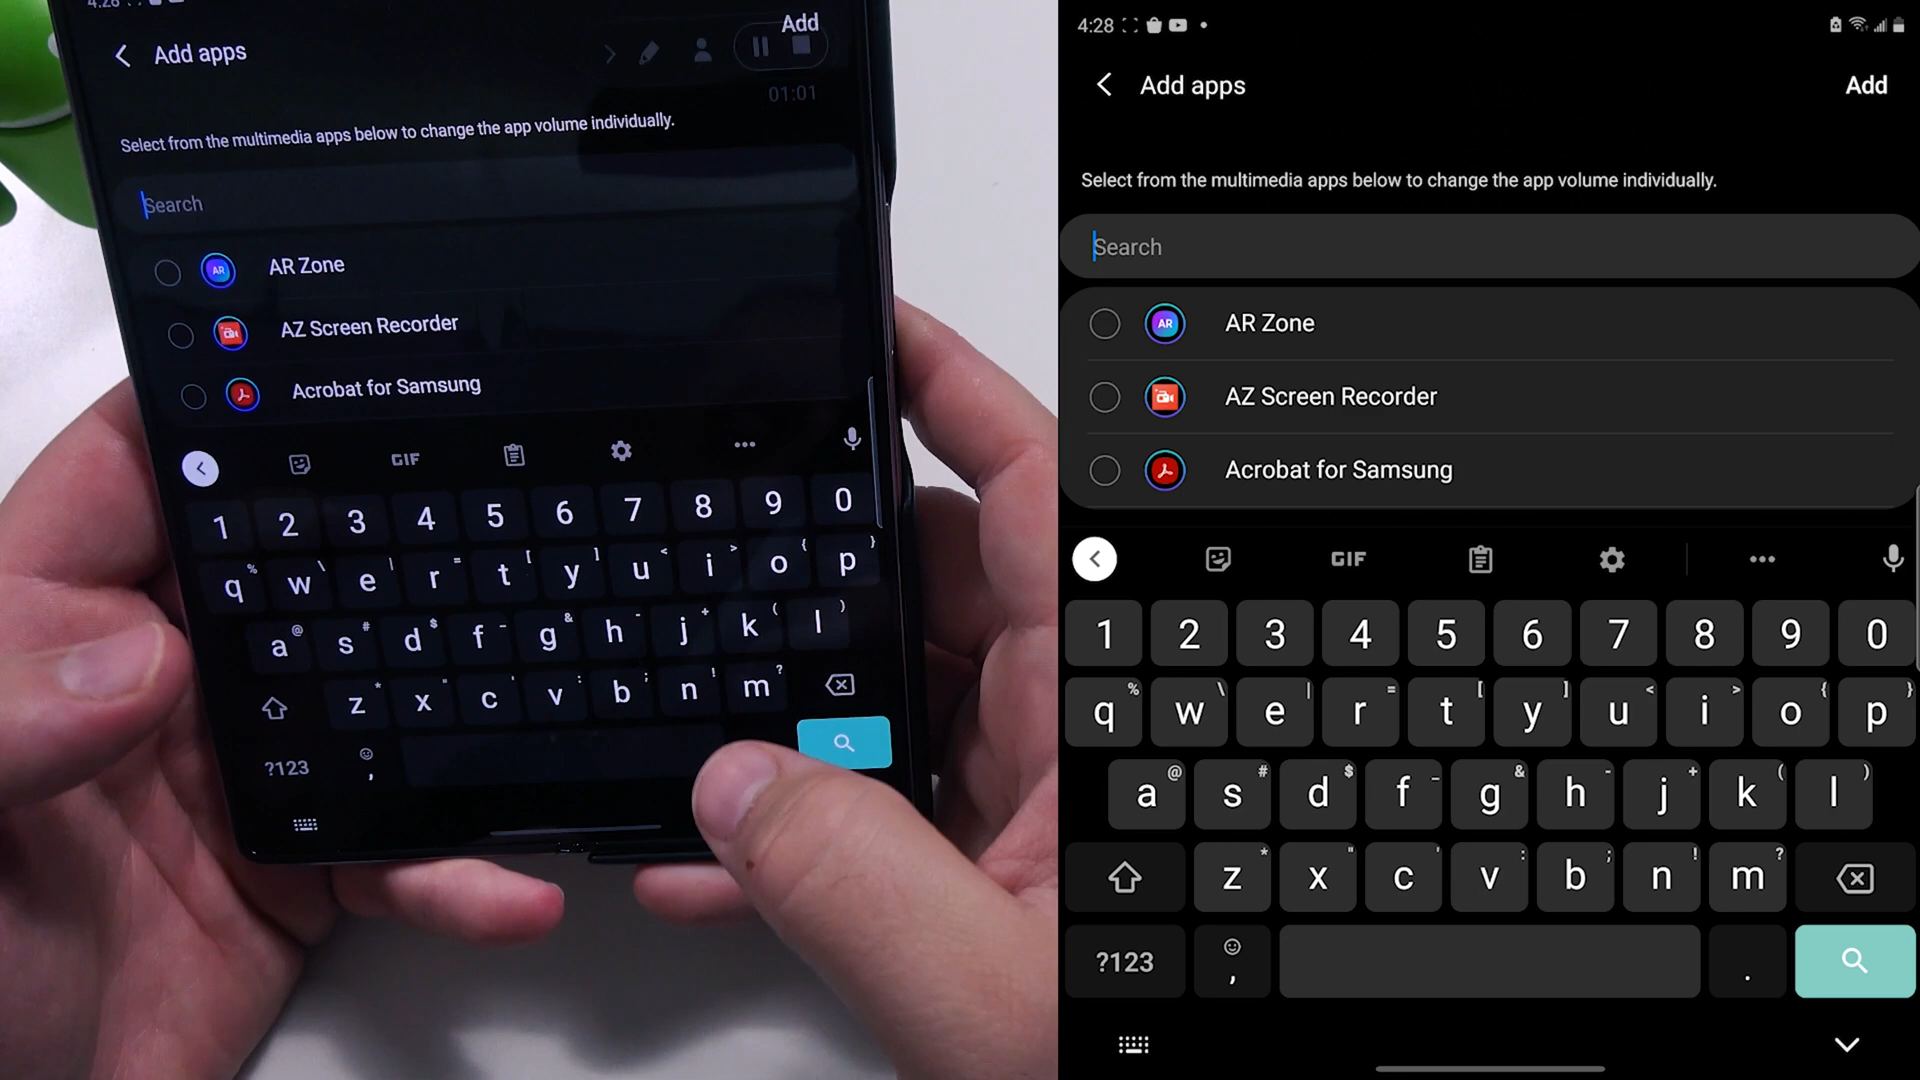 4:28
Add
Add apps
01:01
Select from the multimedia apps below to change the app volume individually.
Search
AR
AR Zone
AZ Screen Recorder
Acrobat for Samsung
GIF
1 2 3 4 5 6 7 8 9 0
q % w \ e | r = t [ y ] u < i > o { p }
a @ s # d $ f _ g & h - j + k ( l )
z * x " c ' v : b ; n ! m ?
?123 ,
4:28
Add apps
Add
Select from the multimedia apps below to change the app volume individually.
Search
AR
AR Zone
AZ Screen Recorder
Acrobat for Samsung
GIF
1 2 3 4 5 6 7 8 9 0
q % w \ e | r = t [ y ] u < i > o { p }
a @ s # d $ f _ g & h - j + k ( l )
z * x " c ' v : b ; n ! m ?
?123 , .